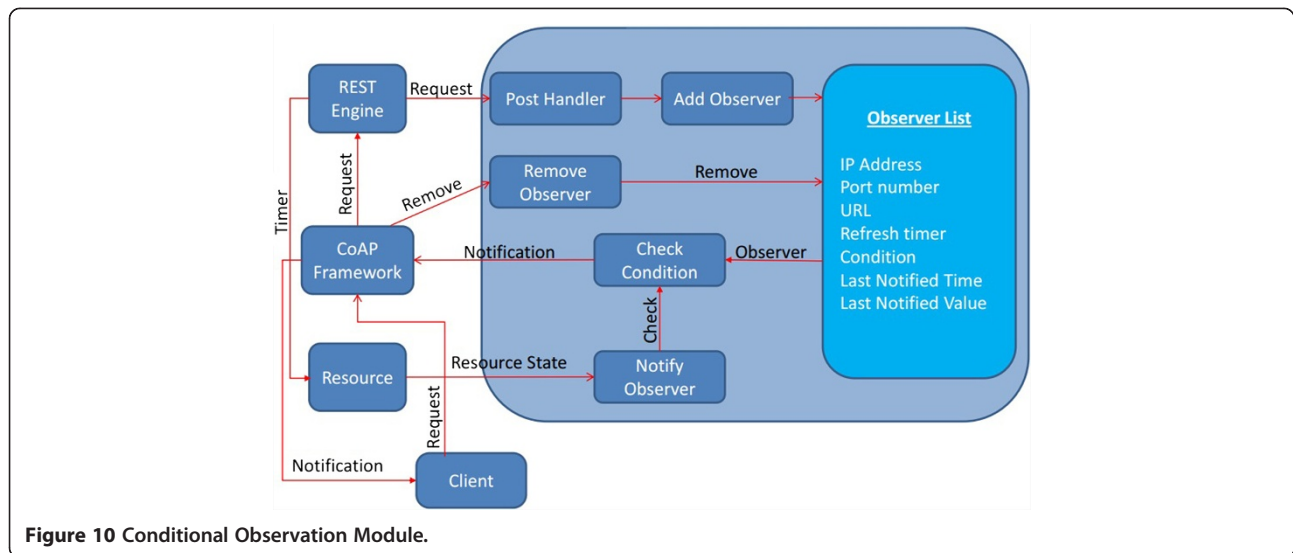 REST
Engine
Request
Post Handler
Add Observer
Observer List
IP Address
Port number
URL
Refresh timer
Condition
Last Notified Time
Last Notified Value
Timer
Request
Remove
Remove
Observer
Remove
CoAP
Framework
Notification
Check
Condition
Observer
Check
Resource
Resource State
Notify
Observer
Request
Notification
Client
Figure 10 Conditional Observation Module.